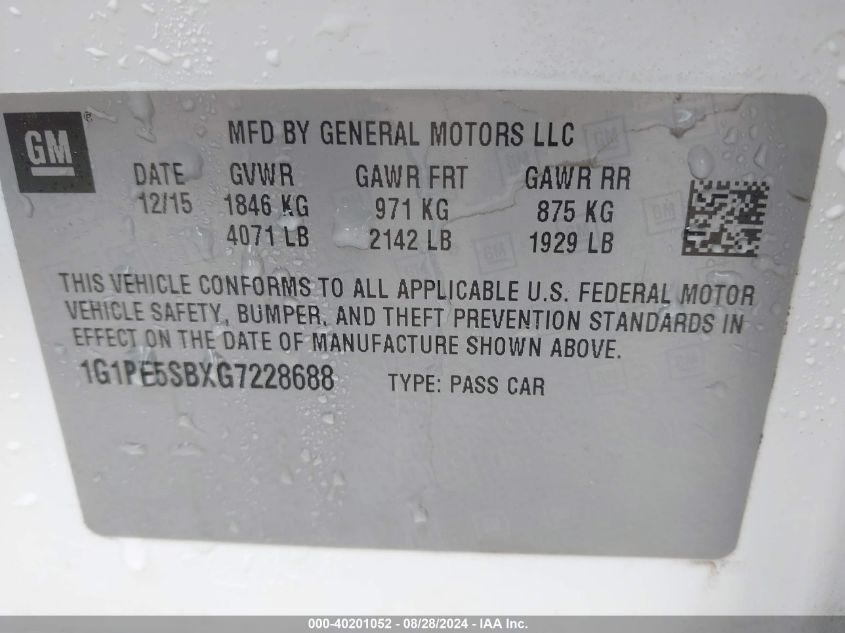 GM ®
MFD BY GENERAL MOTORS LLC
DATE GVWR GAWR FRT GAWR RR
12/15 1846 KG 971 KG 875 KG
4071 LB 2142 LB 1929 LB
THIS VEHICLE CONFORMS TO ALL APPLICABLE U.S. FEDERAL MOTOR
VEHICLE SAFETY, BUMPER, AND THEFT PREVENTION STANDARDS IN
EFFECT ON THE DATE OF MANUFACTURE SHOWN ABOVE.
1G1PE5SBXG7228688 TYPE: PASS CAR
000-40201052 - 08/28/2024 - IAA Inc.